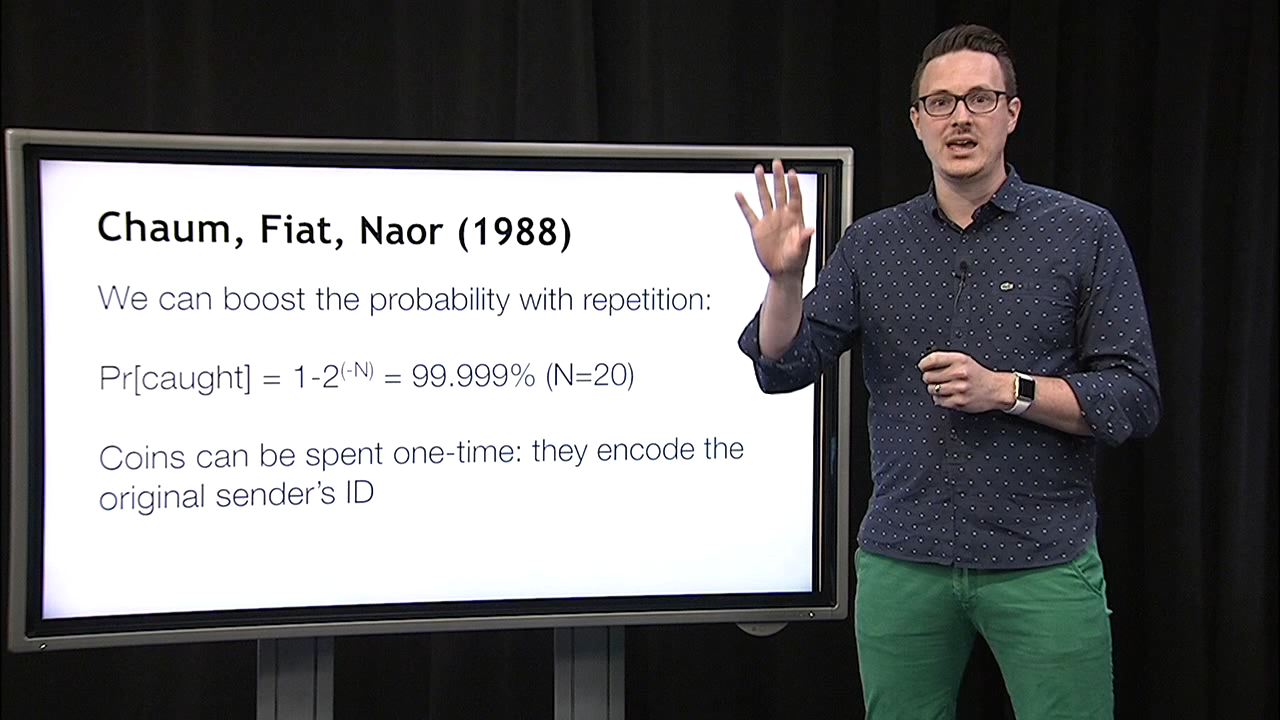 Chaum, Fiat, Naor (1988)
We can boost the probability with repetition:
Pr[caught] = 1-2^(-N) = 99.999% (N=20)
Coins can be spent one-time: they encode the
original sender's ID